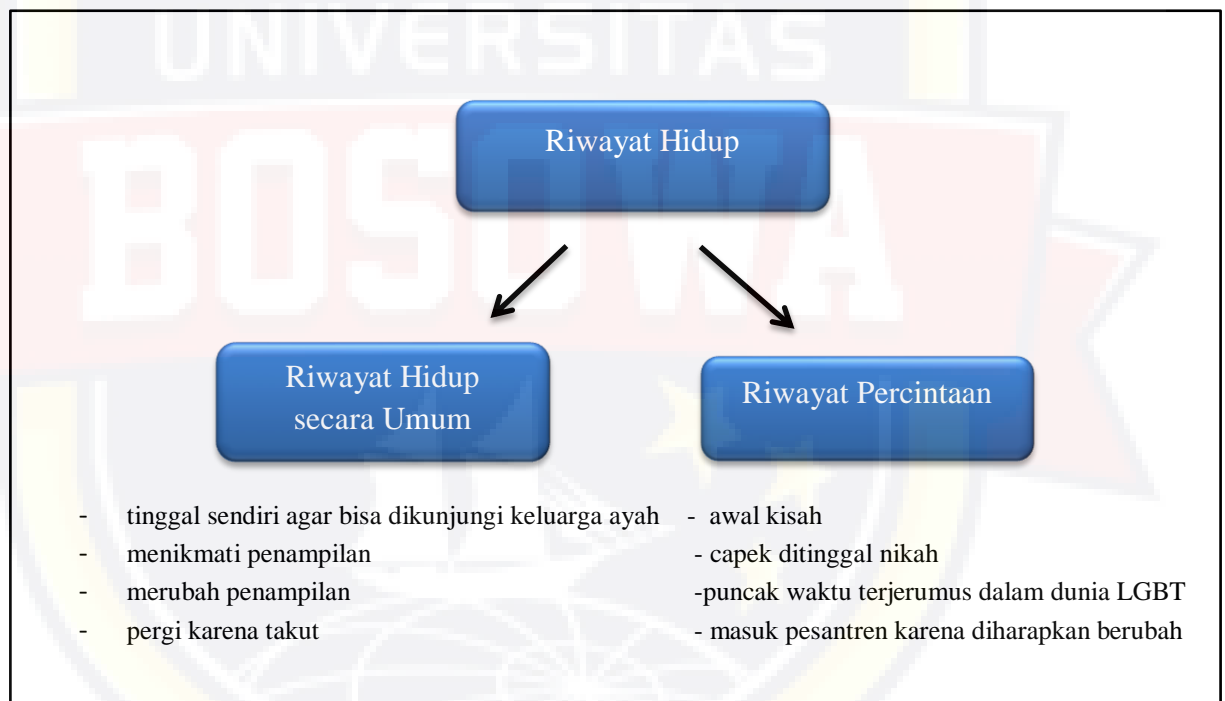 UNIVERSITAS
BOSOWA
Riwayat Hidup
Riwayat Hidup
secara Umum
Riwayat Percintaan
- tinggal sendiri agar bisa dikunjungi keluarga ayah
- menikmati penampilan
- merubah penampilan
- pergi karena takut
- awal kisah
- capek ditinggal nikah
-puncak waktu terjerumus dalam dunia LGBT
- masuk pesantren karena diharapkan berubah